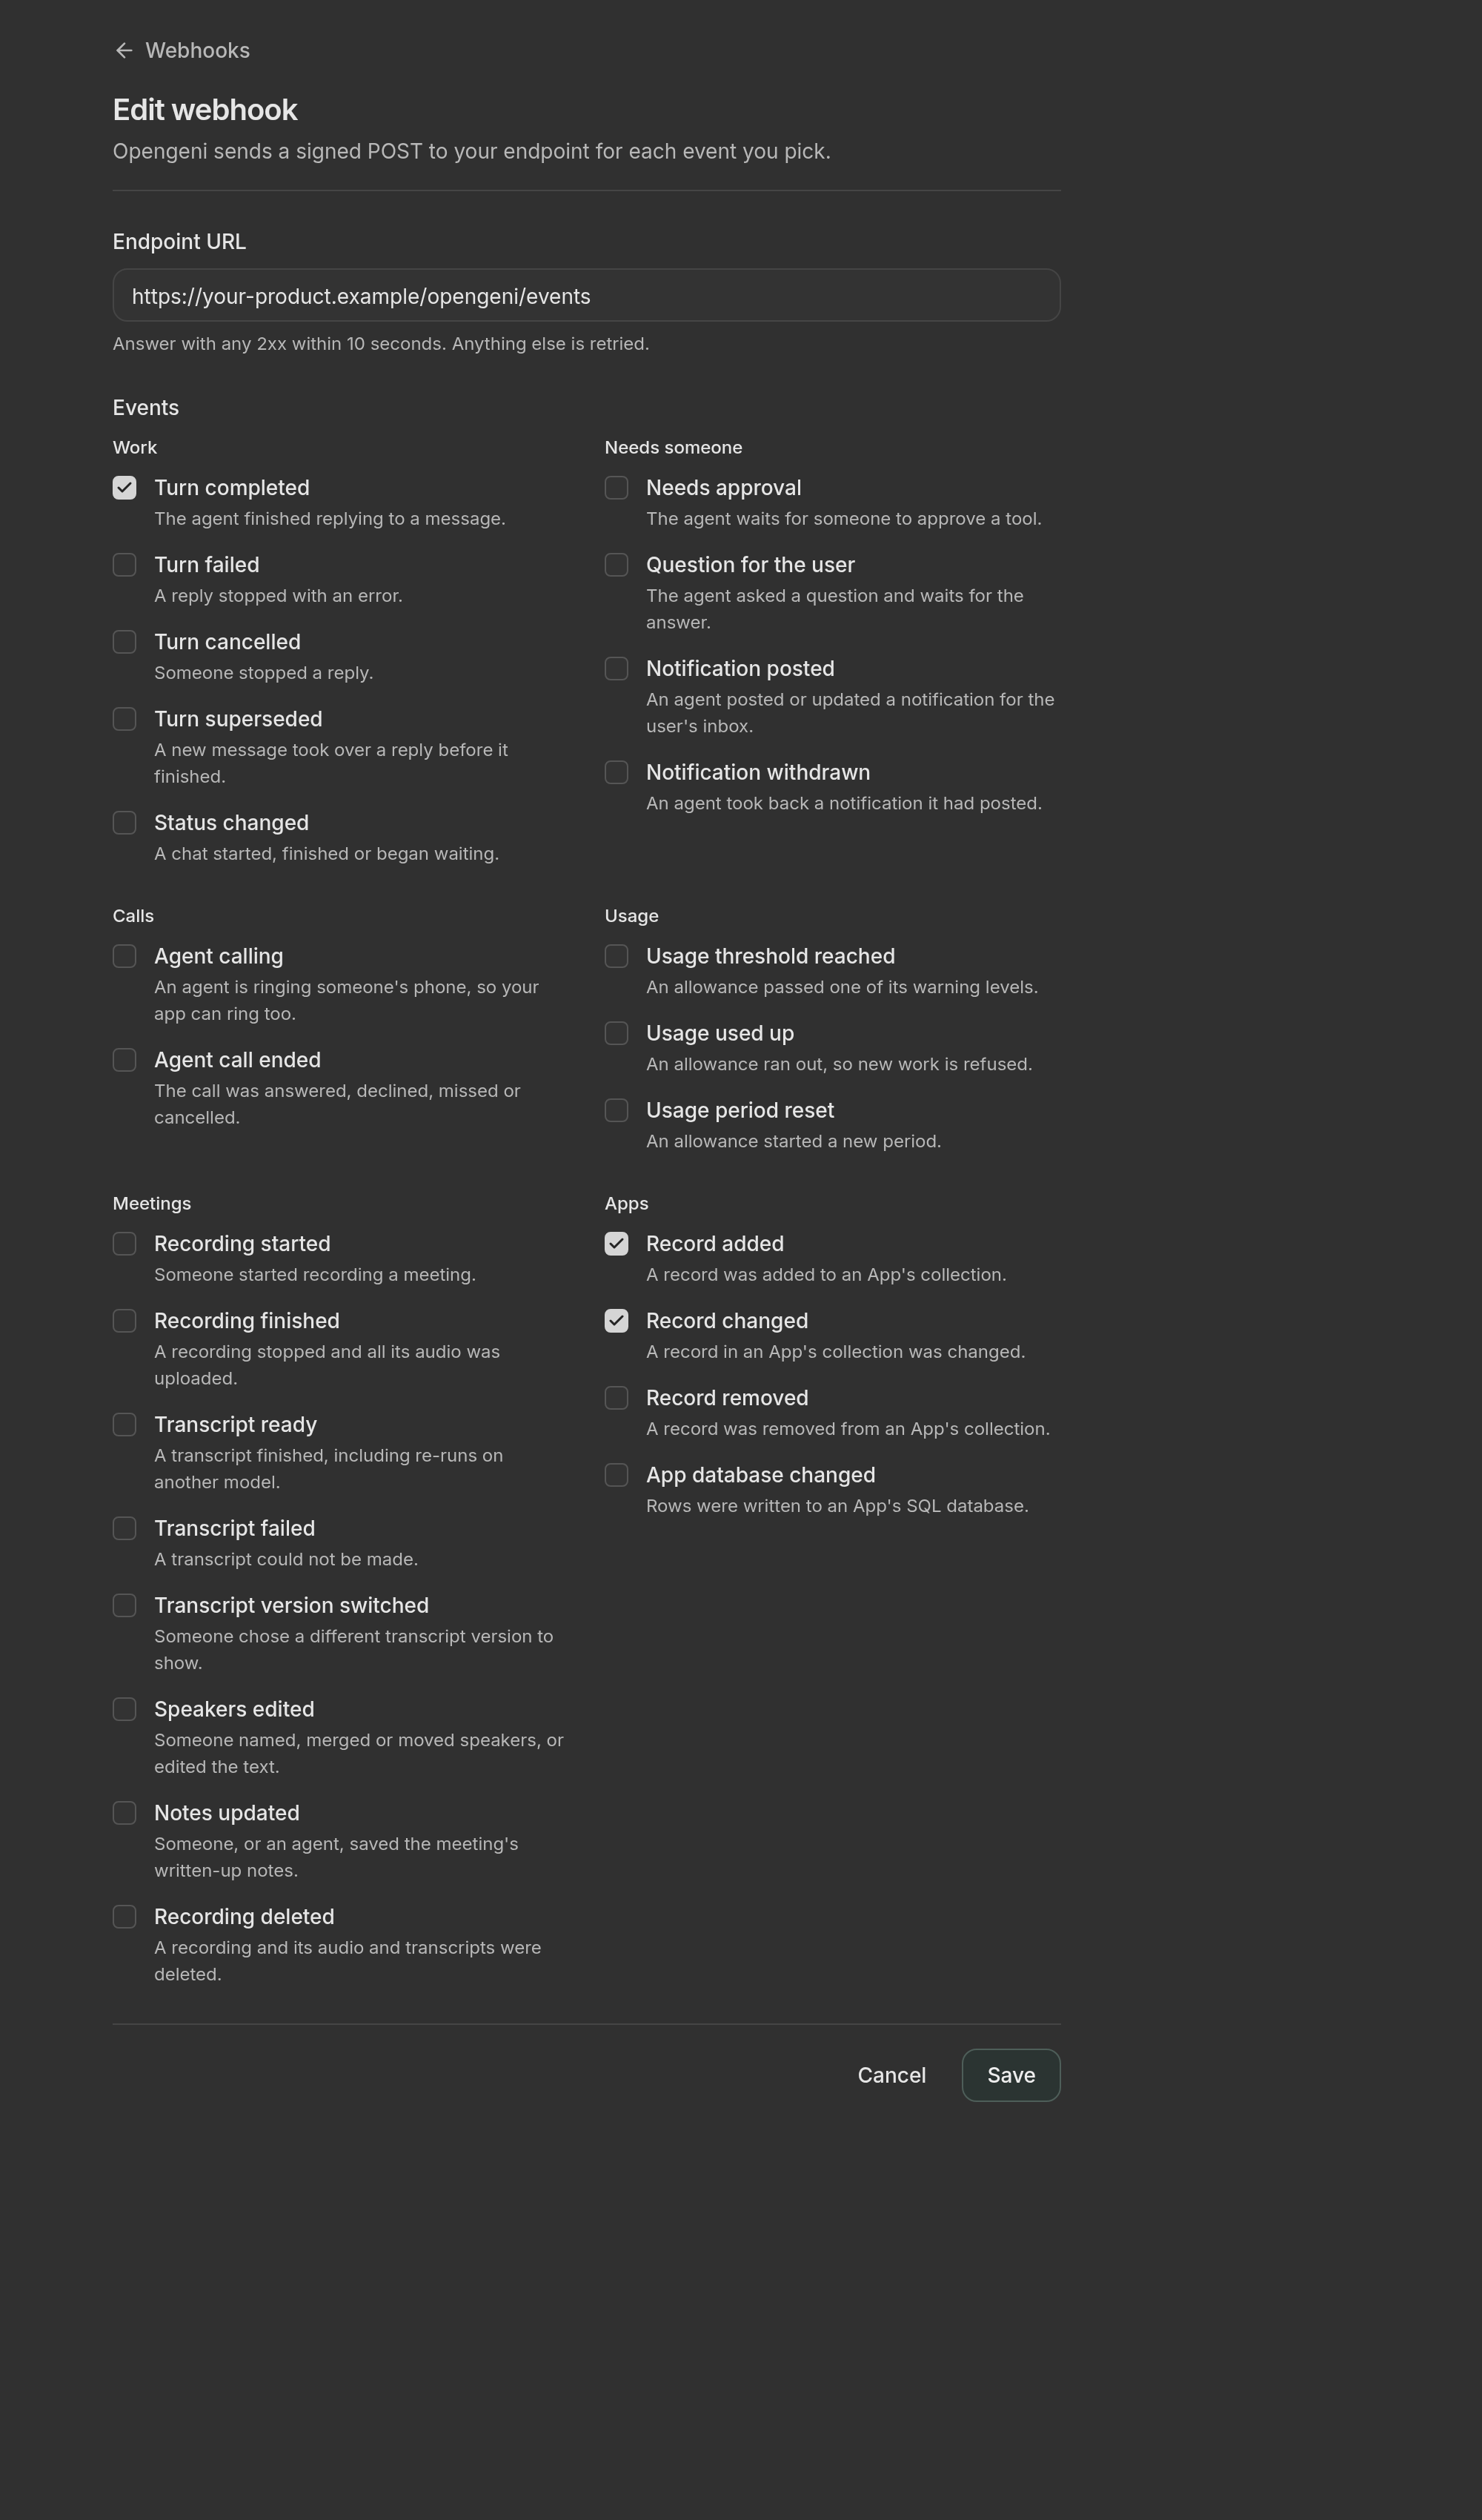 Webhooks
Edit webhook
Opengeni sends a signed POST to your endpoint for each event you pick.
Endpoint URL
https://your-product.example/opengeni/events
Answer with any 2xx within 10 seconds. Anything else is retried.
Events
Work
Turn completed
The agent finished replying to a message.
Turn failed
A reply stopped with an error.
Turn cancelled
Someone stopped a reply.
Turn superseded
A new message took over a reply before it
finished.
Status changed
A chat started, finished or began waiting.
Needs someone
Needs approval
The agent waits for someone to approve a tool.
Question for the user
The agent asked a question and waits for the
answer.
Notification posted
An agent posted or updated a notification for the
user's inbox.
Notification withdrawn
An agent took back a notification it had posted.
Calls
Agent calling
An agent is ringing someone's phone, so your
app can ring too.
Agent call ended
The call was answered, declined, missed or
cancelled.
Usage
Usage threshold reached
An allowance passed one of its warning levels.
Usage used up
An allowance ran out, so new work is refused.
Usage period reset
An allowance started a new period.
Meetings
Recording started
Someone started recording a meeting.
Recording finished
A recording stopped and all its audio was
uploaded.
Transcript ready
A transcript finished, including re-runs on
another model.
Transcript failed
A transcript could not be made.
Transcript version switched
Someone chose a different transcript version to
show.
Speakers edited
Someone named, merged or moved speakers, or
edited the text.
Notes updated
Someone, or an agent, saved the meeting's
written-up notes.
Recording deleted
A recording and its audio and transcripts were
deleted.
Apps
Record added
A record was added to an App's collection.
Record changed
A record in an App's collection was changed.
Record removed
A record was removed from an App's collection.
App database changed
Rows were written to an App's SQL database.
Cancel
Save